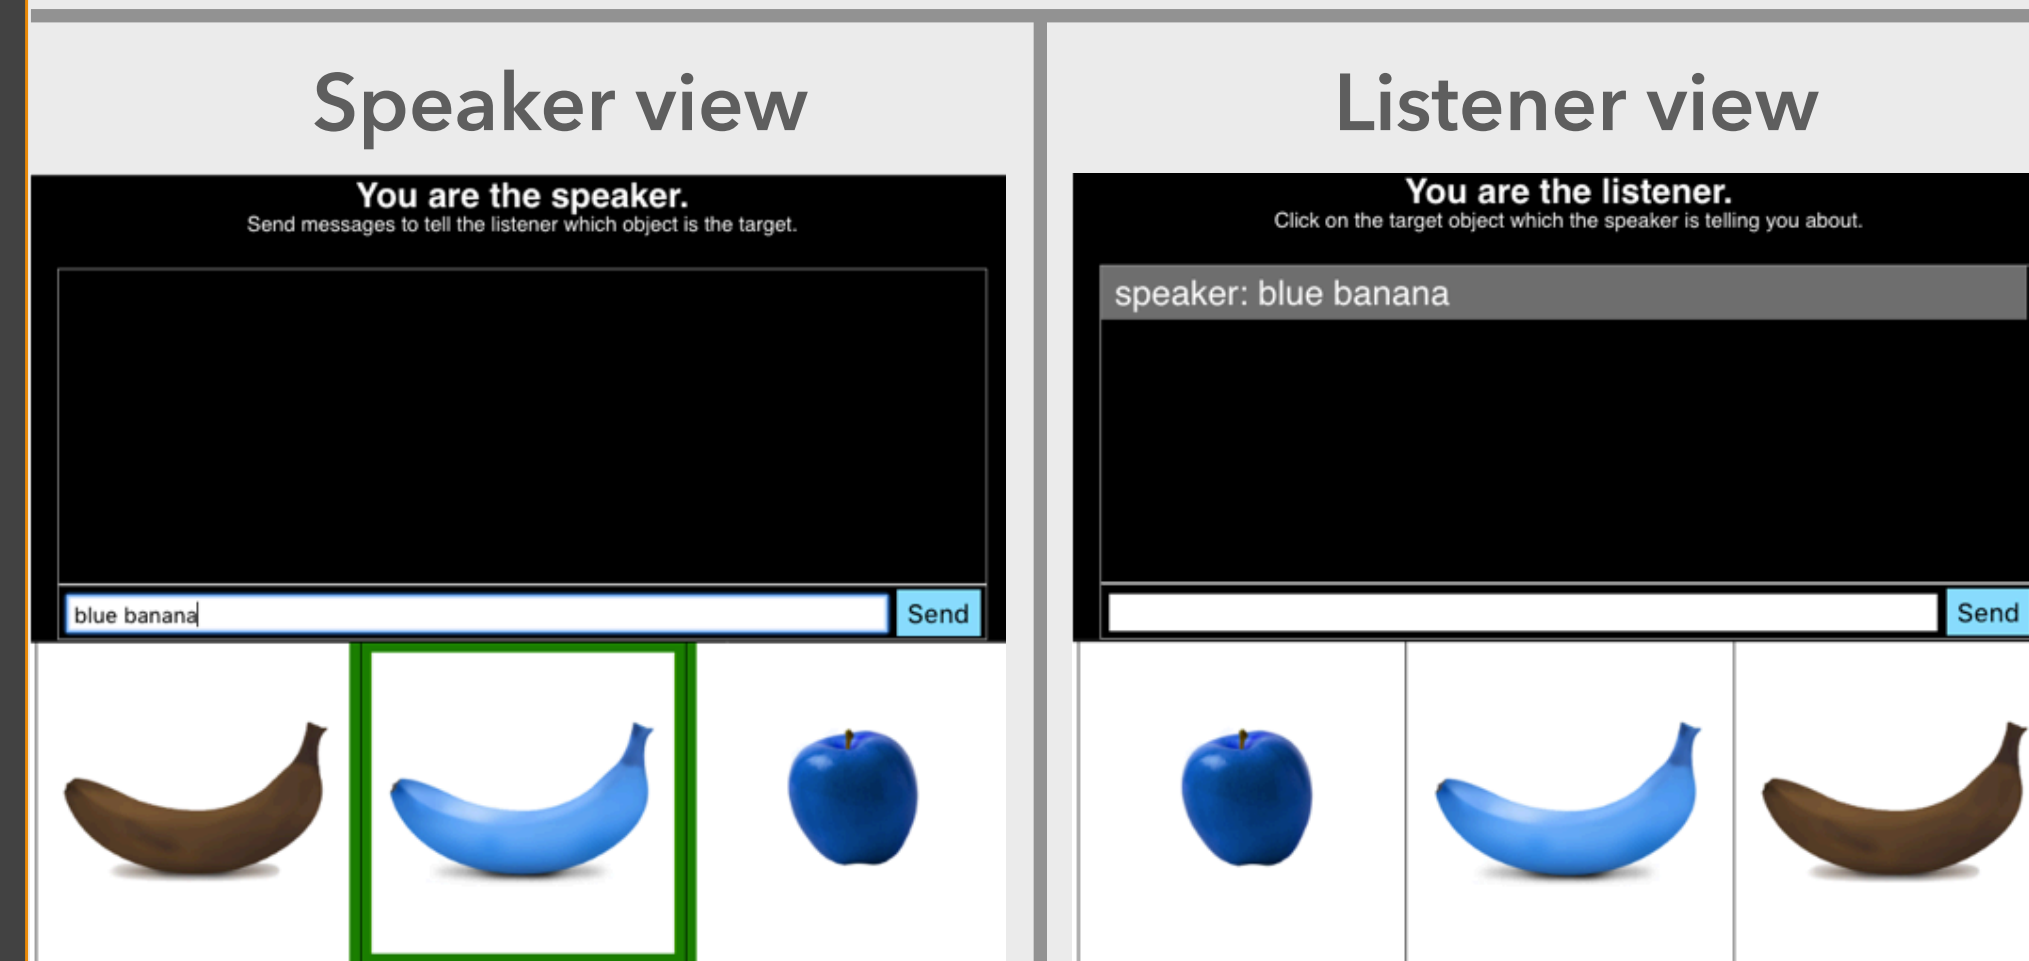 Speaker view
You are the speaker.
Send messages to tell the listener which object is the target.
blue banana
Send
Listener view
You are the listener.
Click on the target object which the speaker is telling you about.
speaker: blue banana
Send